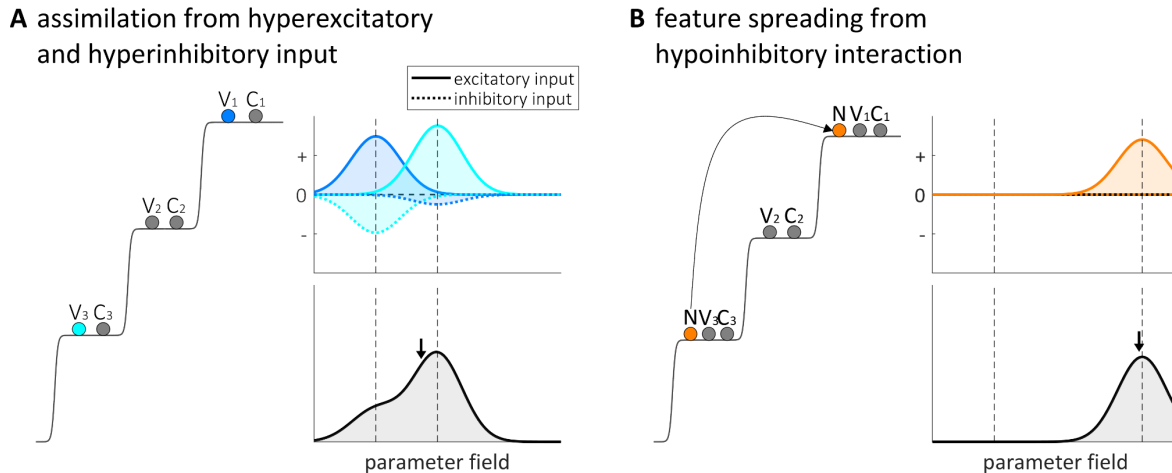 A assimilation from hyperexcitatory
and hyperinhibitory input
excitatory input
inhibitory input
V1 C1
V2 C2
V3 C3
+
0
-
parameter field
B feature spreading from
hypoinhibitory interaction
N V1 C1
V2 C2
N V3 C3
+
0
-
parameter field